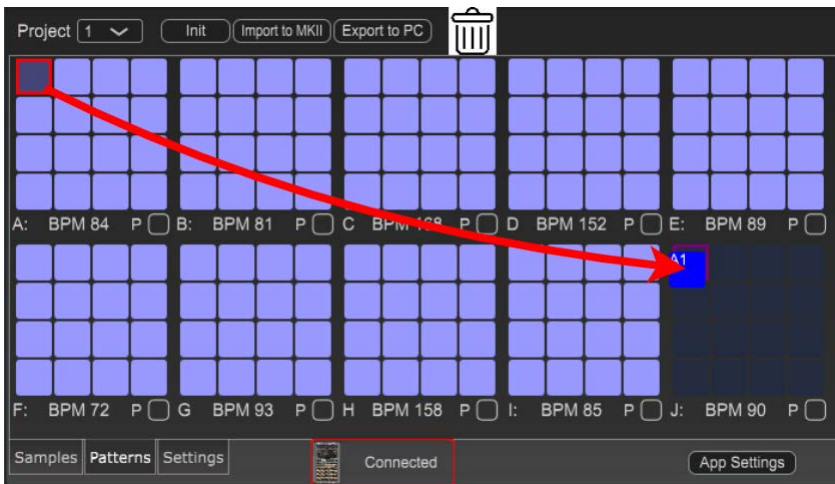 Project 1 Init Import to MKII Export to PC
A: BPM 84 P B: BPM 81 P C BPM 168 P D BPM 152 P E: BPM 89 P
A1
F: BPM 72 P G BPM 93 P H BPM 158 P I: BPM 85 P J: BPM 90 P
Samples Patterns Settings Connected App Settings